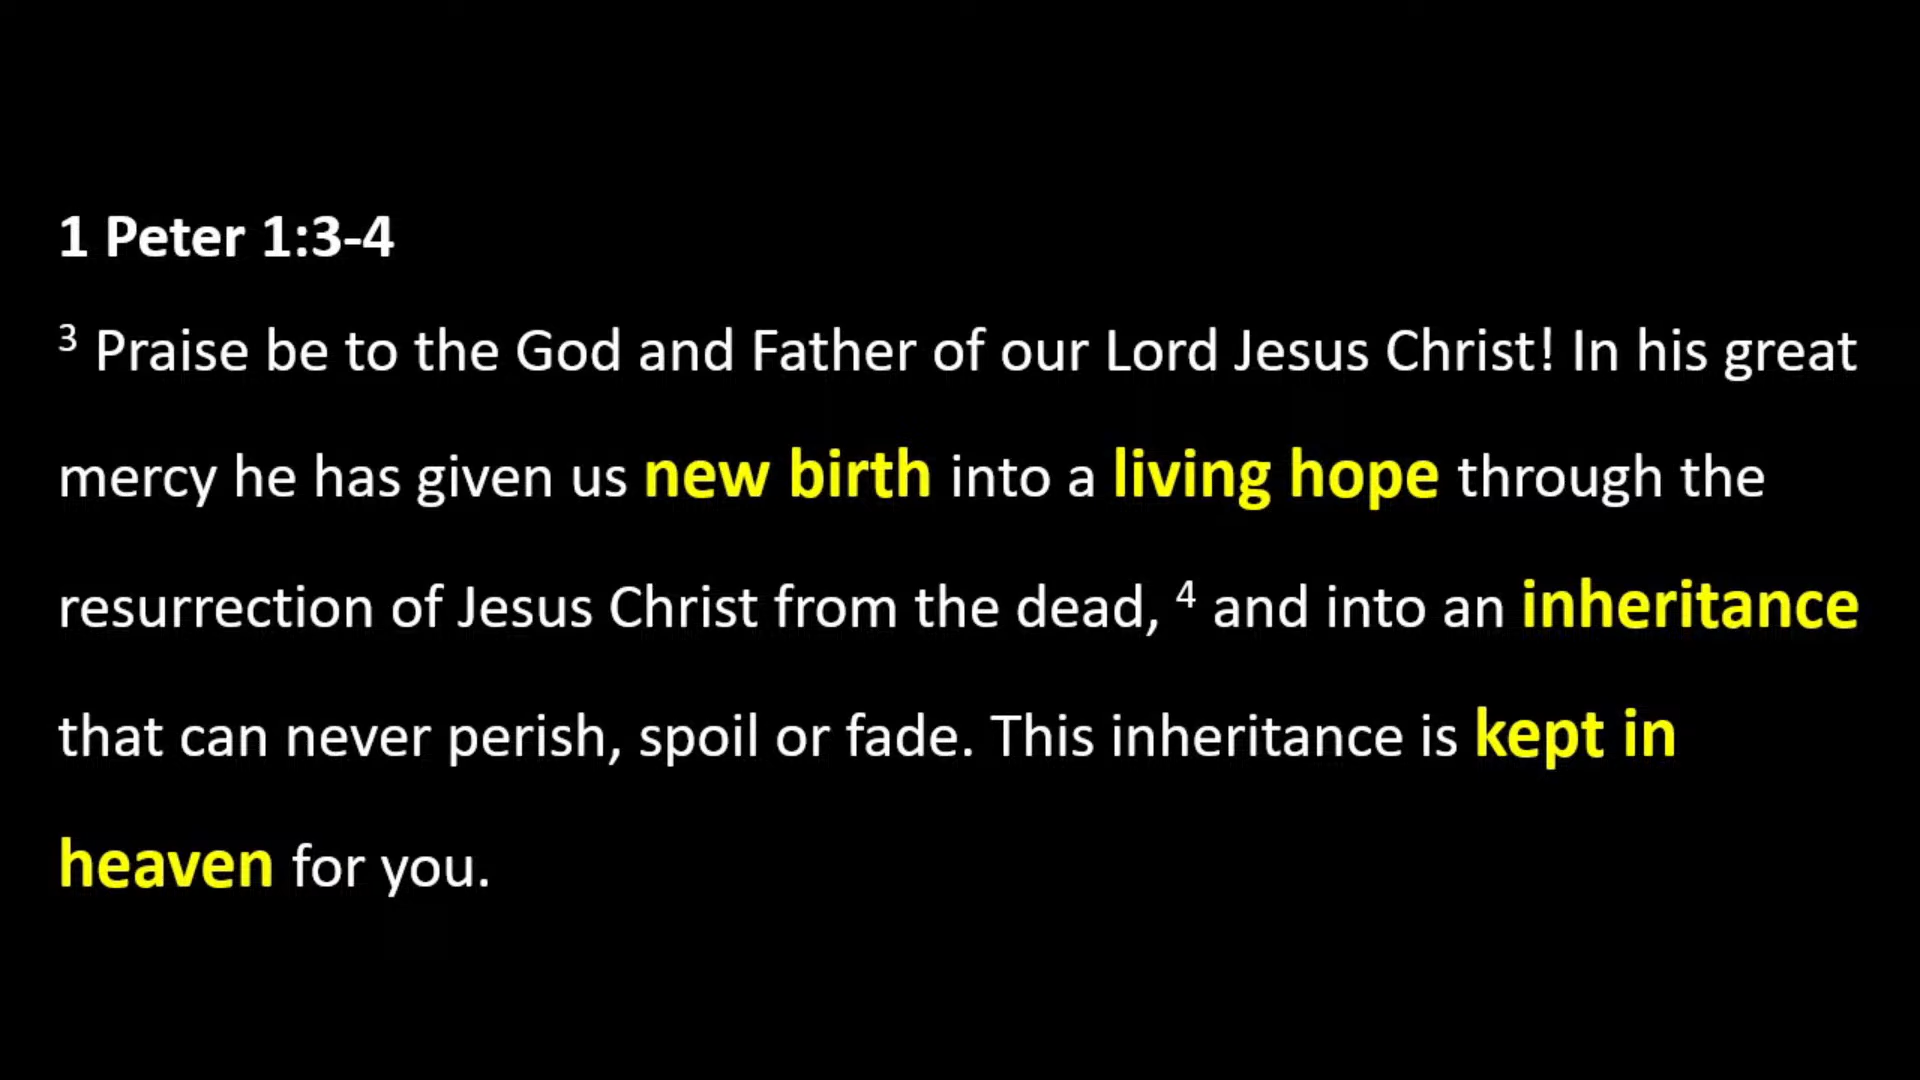 1 Peter 1:3-4
3 Praise be to the God and Father of our Lord Jesus Christ! In his great
mercy he has given us new birth into a living hope through the
resurrection of Jesus Christ from the dead, 4 and into an inheritance
that can never perish, spoil or fade. This inheritance is kept in
heaven for you.